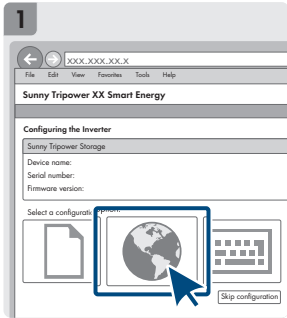 1
XXX.XXX.XX.X
File Edit View Favorites Tools Help
Sunny Tripower XX Smart Energy
Configuring the Inverter
Sunny Tripower Storage
Device name:
Serial number:
Firmware version:
Select a configuratic option:
Skip configuration